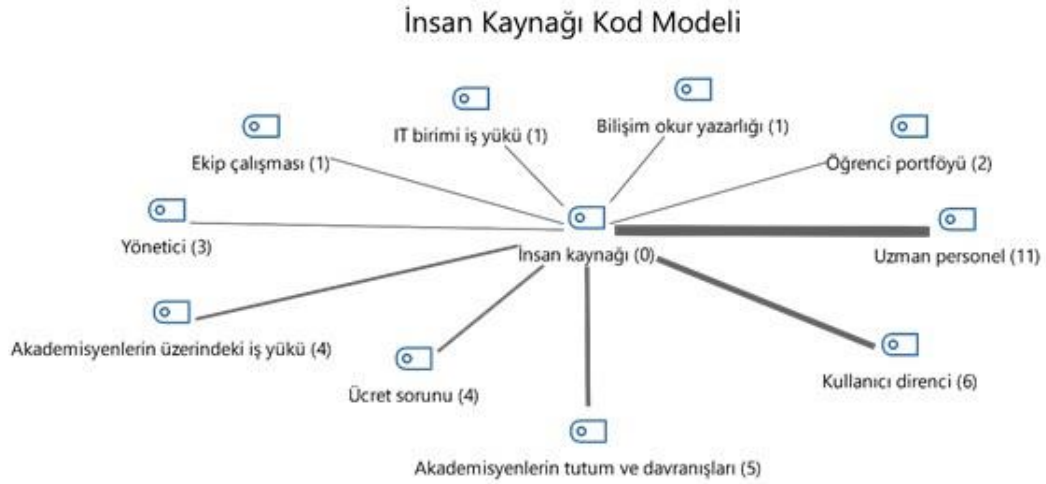 İnsan Kaynağı Kod Modeli
Ekip çalışması (1)
IT birimi iş yükü (1)
Bilişim okur yazarlığı (1)
Öğrenci portföyü (2)
Yönetici (3)
İnsan kaynağı (0)
Uzman personel (11)
Akademisyenlerin üzerindeki iş yükü (4)
Ücret sorunu (4)
Kullanıcı direnci (6)
Akademisyenlerin tutum ve davranışları (5)